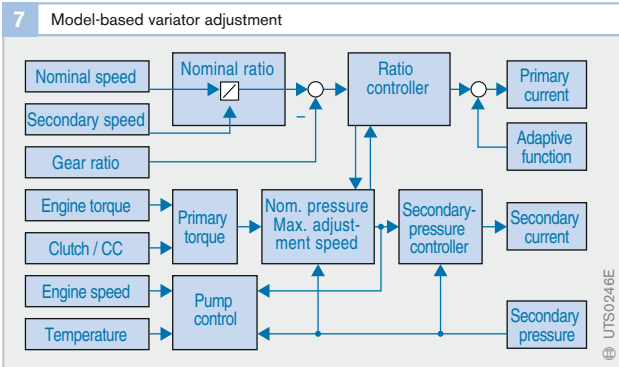 7 Model-based variator adjustment
Nominal speed
Nominal ratio
Ratio
controller
Primary
current
Secondary speed
–
Gear ratio
Adaptive
function
Engine torque
Clutch / CC
Primary
torque
Nom. pressure
Max. adjust-
ment speed
Secondary-
pressure
controller
Secondary
current
Engine speed
Temperature
Pump
control
Secondary
pressure
UTS0246E